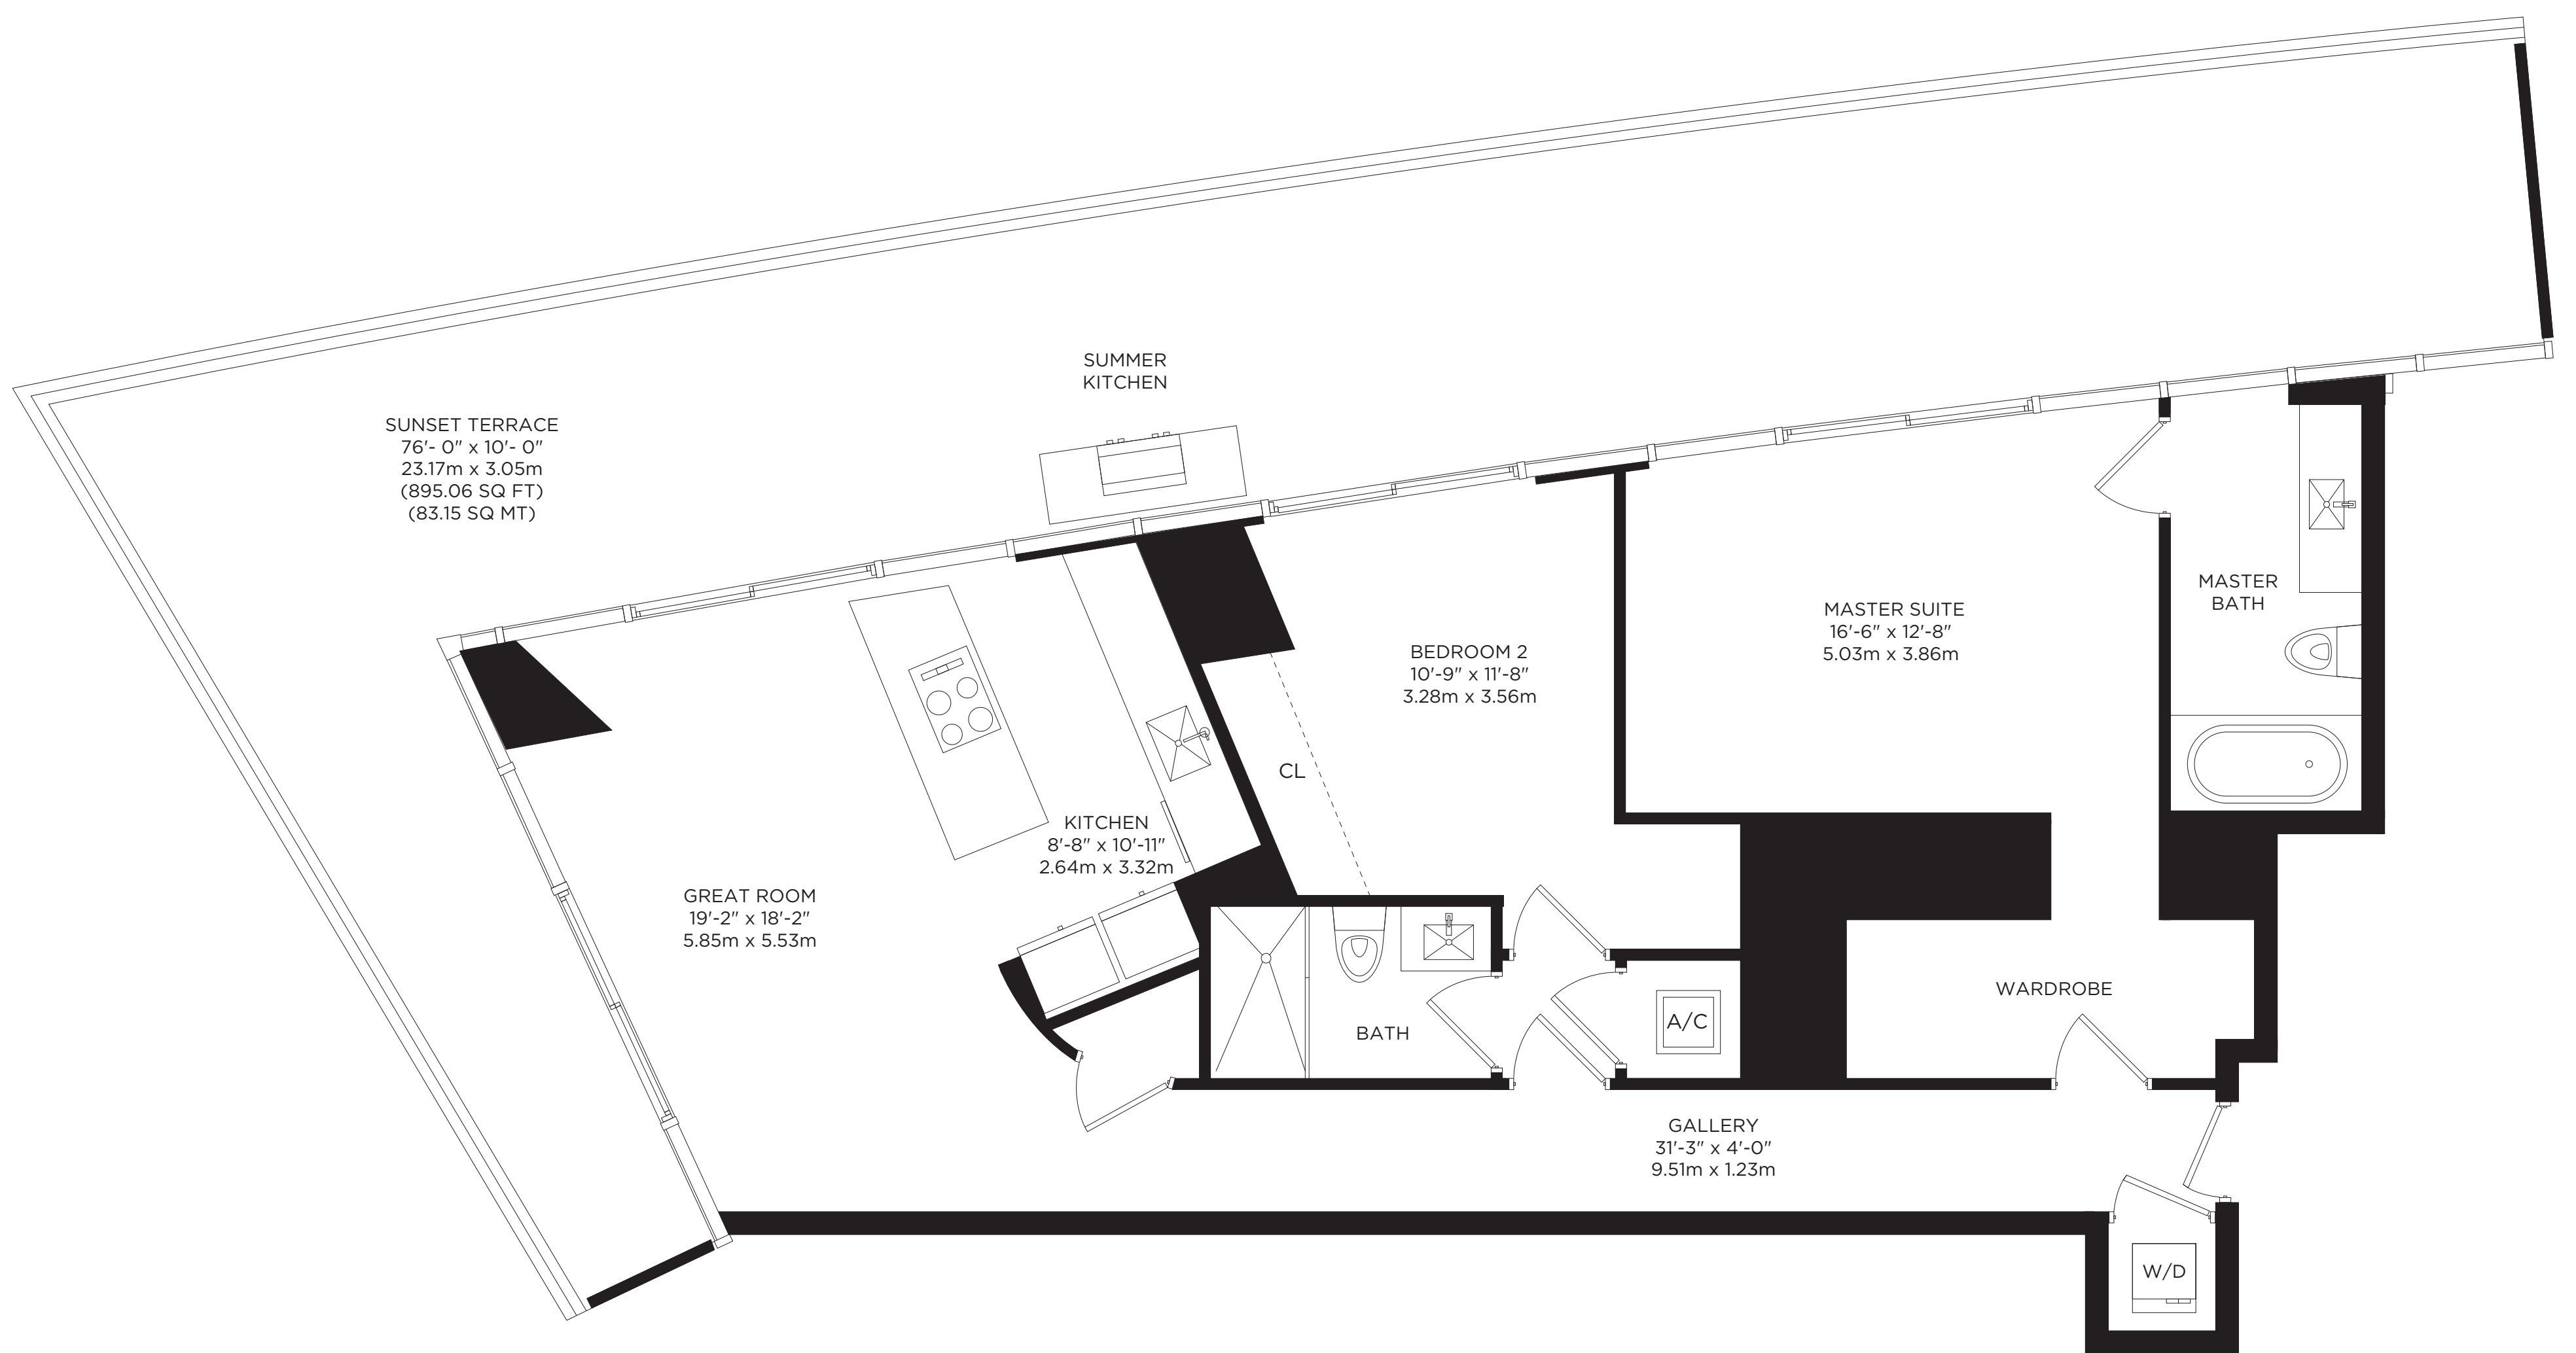 SUMMER
KITCHEN
SUNSET TERRACE
76'- 0" x 10'- 0"
23.17m x 3.05m
(895.06 SQ FT)
(83.15 SQ MT)
MASTER
BATH
MASTER SUITE
16'-6" x 12'-8"
5.03m x 3.86m
BEDROOM 2
10'-9" x 11'-8"
3.28m x 3.56m
CL
KITCHEN
8'-8" x 10'-11"
2.64m x 3.32m
GREAT ROOM
19'-2" x 18'-2"
5.85m x 5.53m
WARDROBE
A/C
BATH
GALLERY
31'-3" x 4'-0"
9.51m x 1.23m
W/D